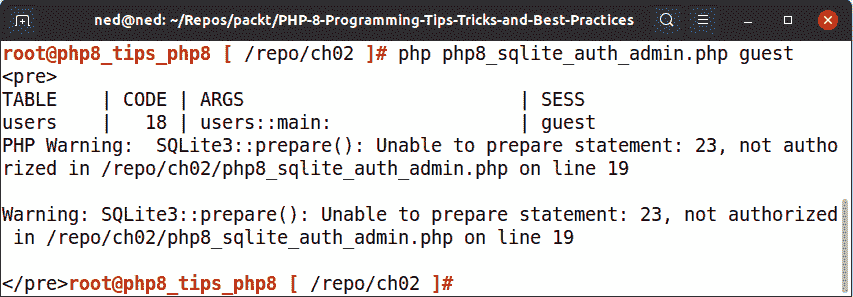 ned@ned: ~/Repos/packt/PHP-8-Programming-Tips-Tricks-and-Best-Practices
root@php8_tips_php8 [ /repo/ch02 ]# php php8_sqlite_auth_admin.php guest
<pre>
TABLE    | CODE | ARGS                      | SESS
users    |   18 | users::main:              | guest
PHP Warning:  SQLite3::prepare(): Unable to prepare statement: 23, not autho
rized in /repo/ch02/php8_sqlite_auth_admin.php on line 19
Warning: SQLite3::prepare(): Unable to prepare statement: 23, not authorized
 in /repo/ch02/php8_sqlite_auth_admin.php on line 19
</pre>root@php8_tips_php8 [ /repo/ch02 ]#